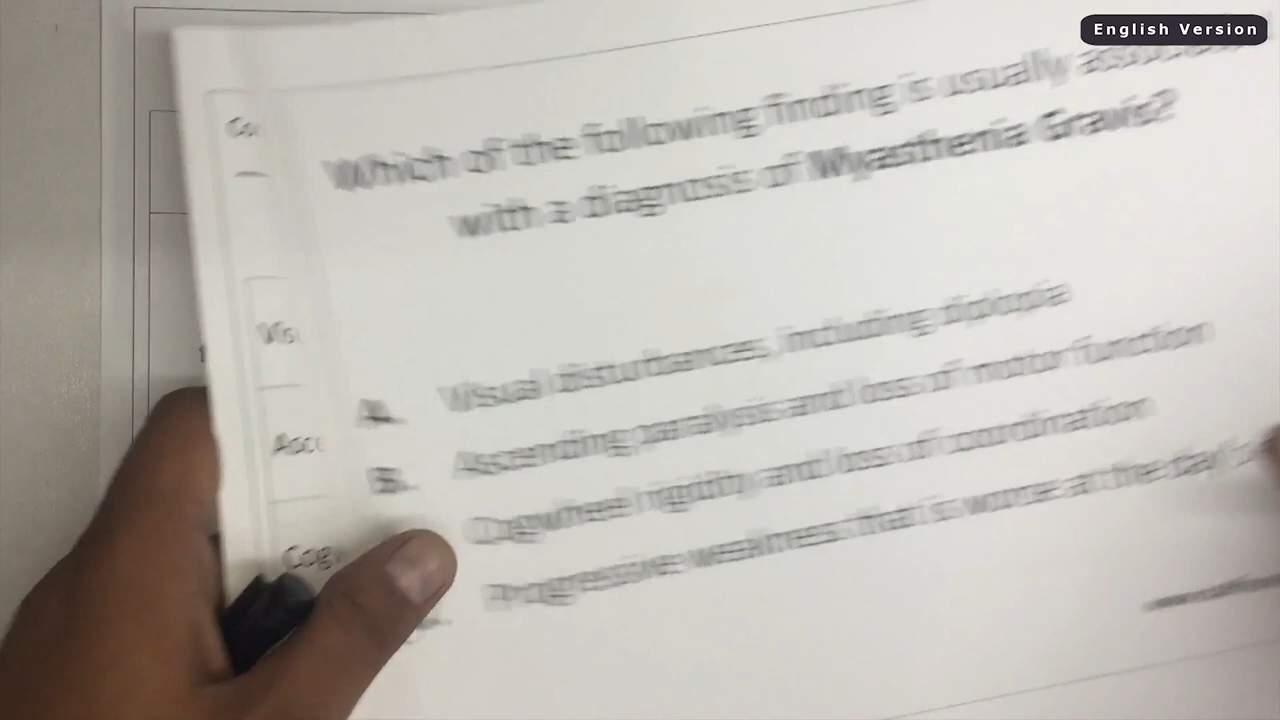 English Version
Which of the following finding is usually
with a diagnosis of Myasthenia Gravis?
A. Visual disturbances, including diplopia
B. Ascending paralysis and loss of motor function
Cogwheel rigidity and loss of coordination
Progressive weakness that is worse at the day's